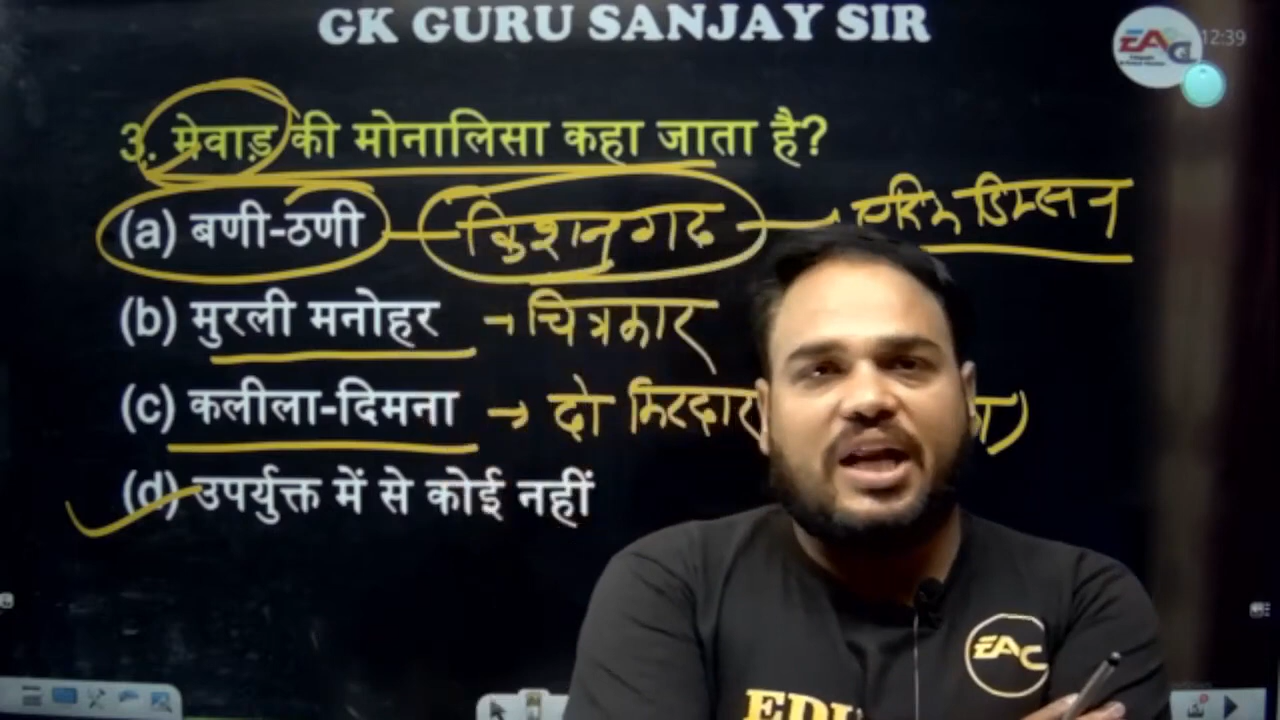 GK GURU SANJAY SIR
EAC 12:39
3. मेवाड़ की मोनालिसा कहा जाता है?
(a) बणी-ठणी किशनगढ़ एरिक डिक्सन
(b) मुरली मनोहर → चित्रकार
(c) कलीला-दिमना → दो किरदार
(d) उपर्युक्त में से कोई नहीं
EAC